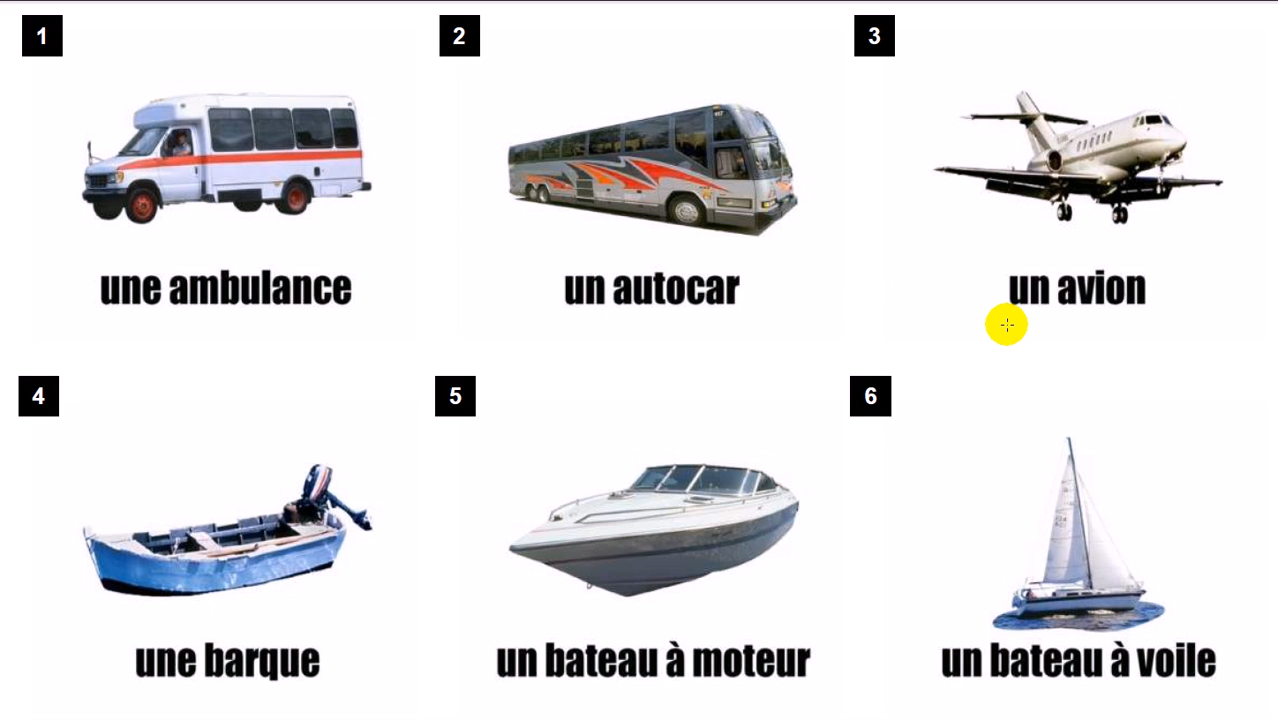 1
2
3
une ambulance
un autocar
un avion
4
5
6
une barque
un bateau à moteur
un bateau à voile